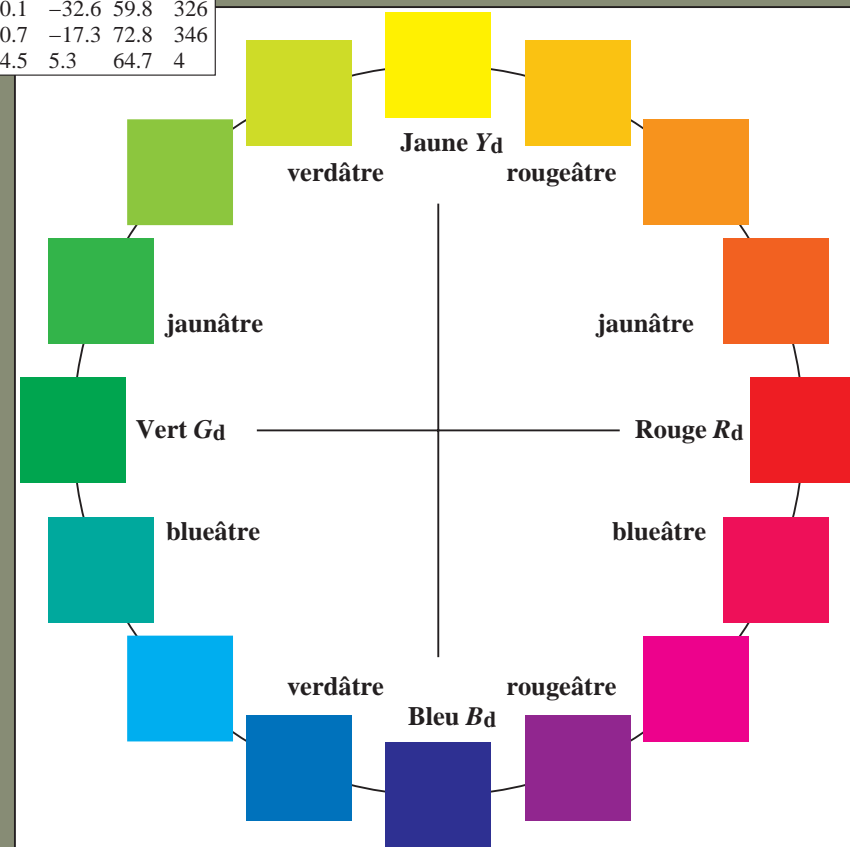 0.1 −32.6 59.8 326
0.7 −17.3 72.8 346
4.5 5.3 64.7 4
Jaune Yd
verdâtre rougeâtre
jaunâtre jaunâtre
Vert Gd Rouge Rd
blueâtre blueâtre
verdâtre rougeâtre
Bleu Bd